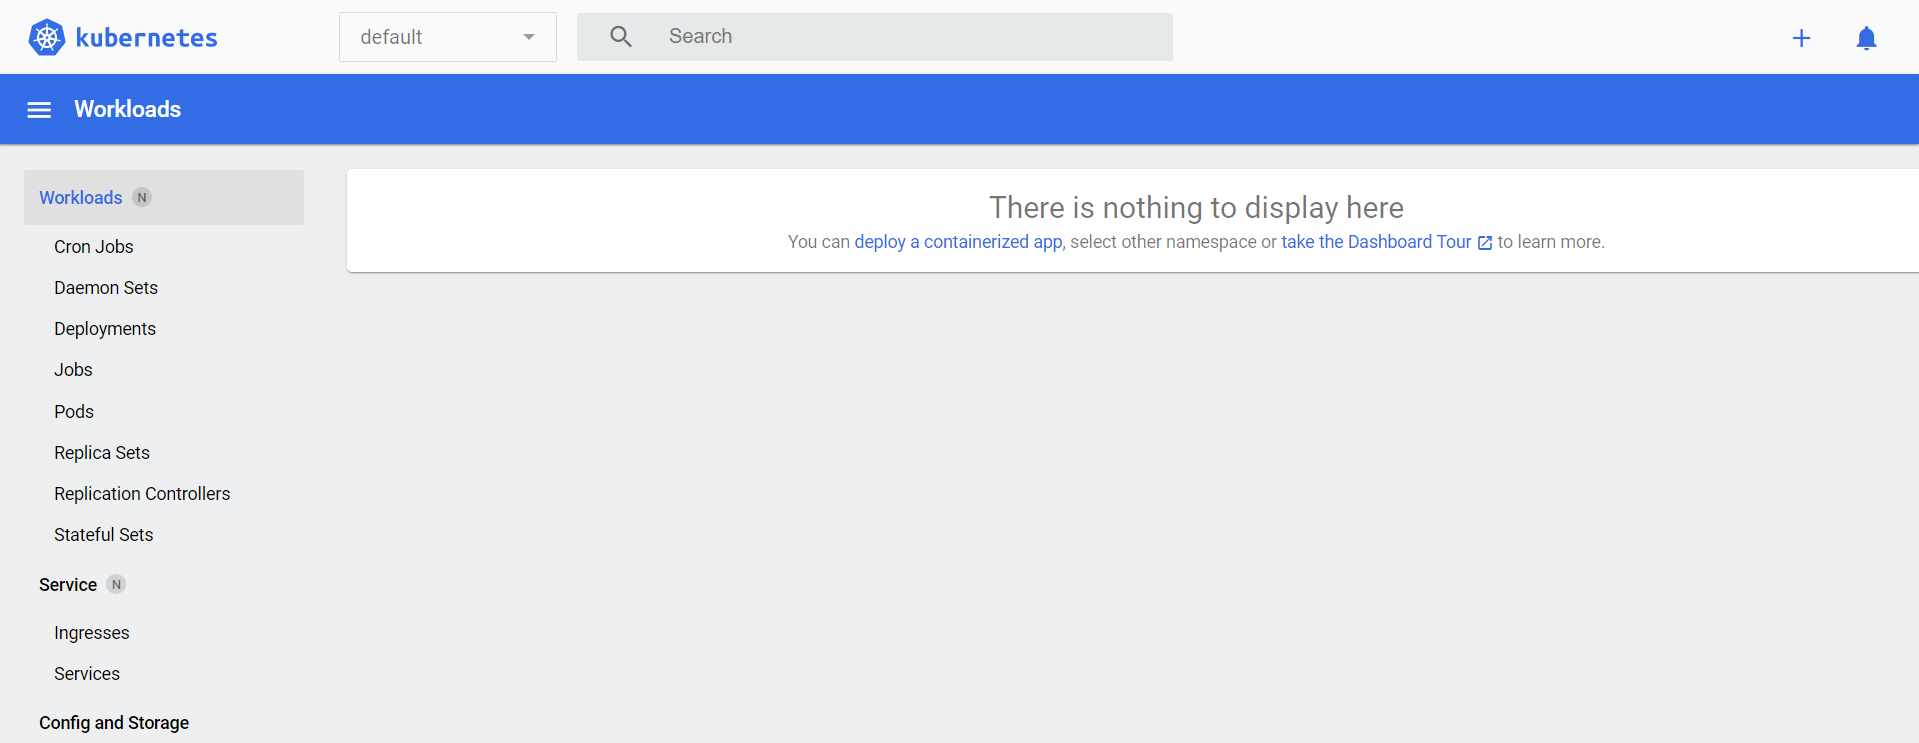 kubernetes
default
Search
Workloads
Workloads N
Cron Jobs
Daemon Sets
Deployments
Jobs
Pods
Replica Sets
Replication Controllers
Stateful Sets
Service N
Ingresses
Services
Config and Storage
There is nothing to display here
You can deploy a containerized app, select other namespace or take the Dashboard Tour to learn more.